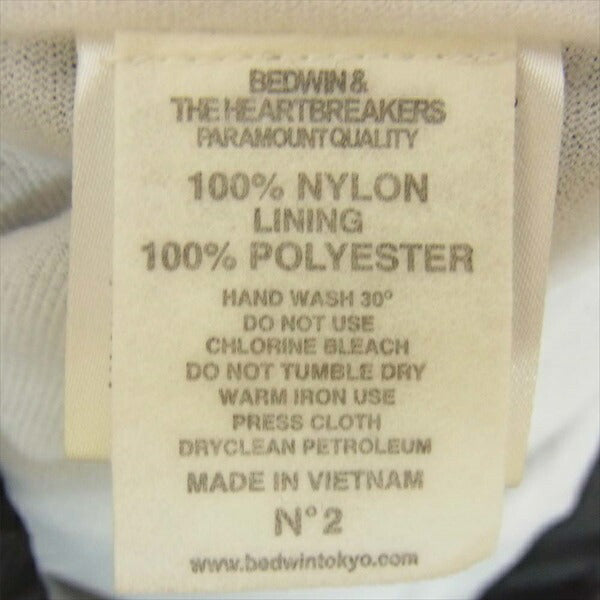 BEDWIN &
THE HEARTBREAKERS
PARAMOUNT QUALITY
100% NYLON
LINING
100% POLYESTER
HAND WASH 30°
DO NOT USE
CHLORINE BLEACH
DO NOT TUMBLE DRY
WARM IRON USE
PRESS CLOTH
DRYCLEAN PETROLEUM
MADE IN VIETNAM
N°2
www.bedwintokyo.com